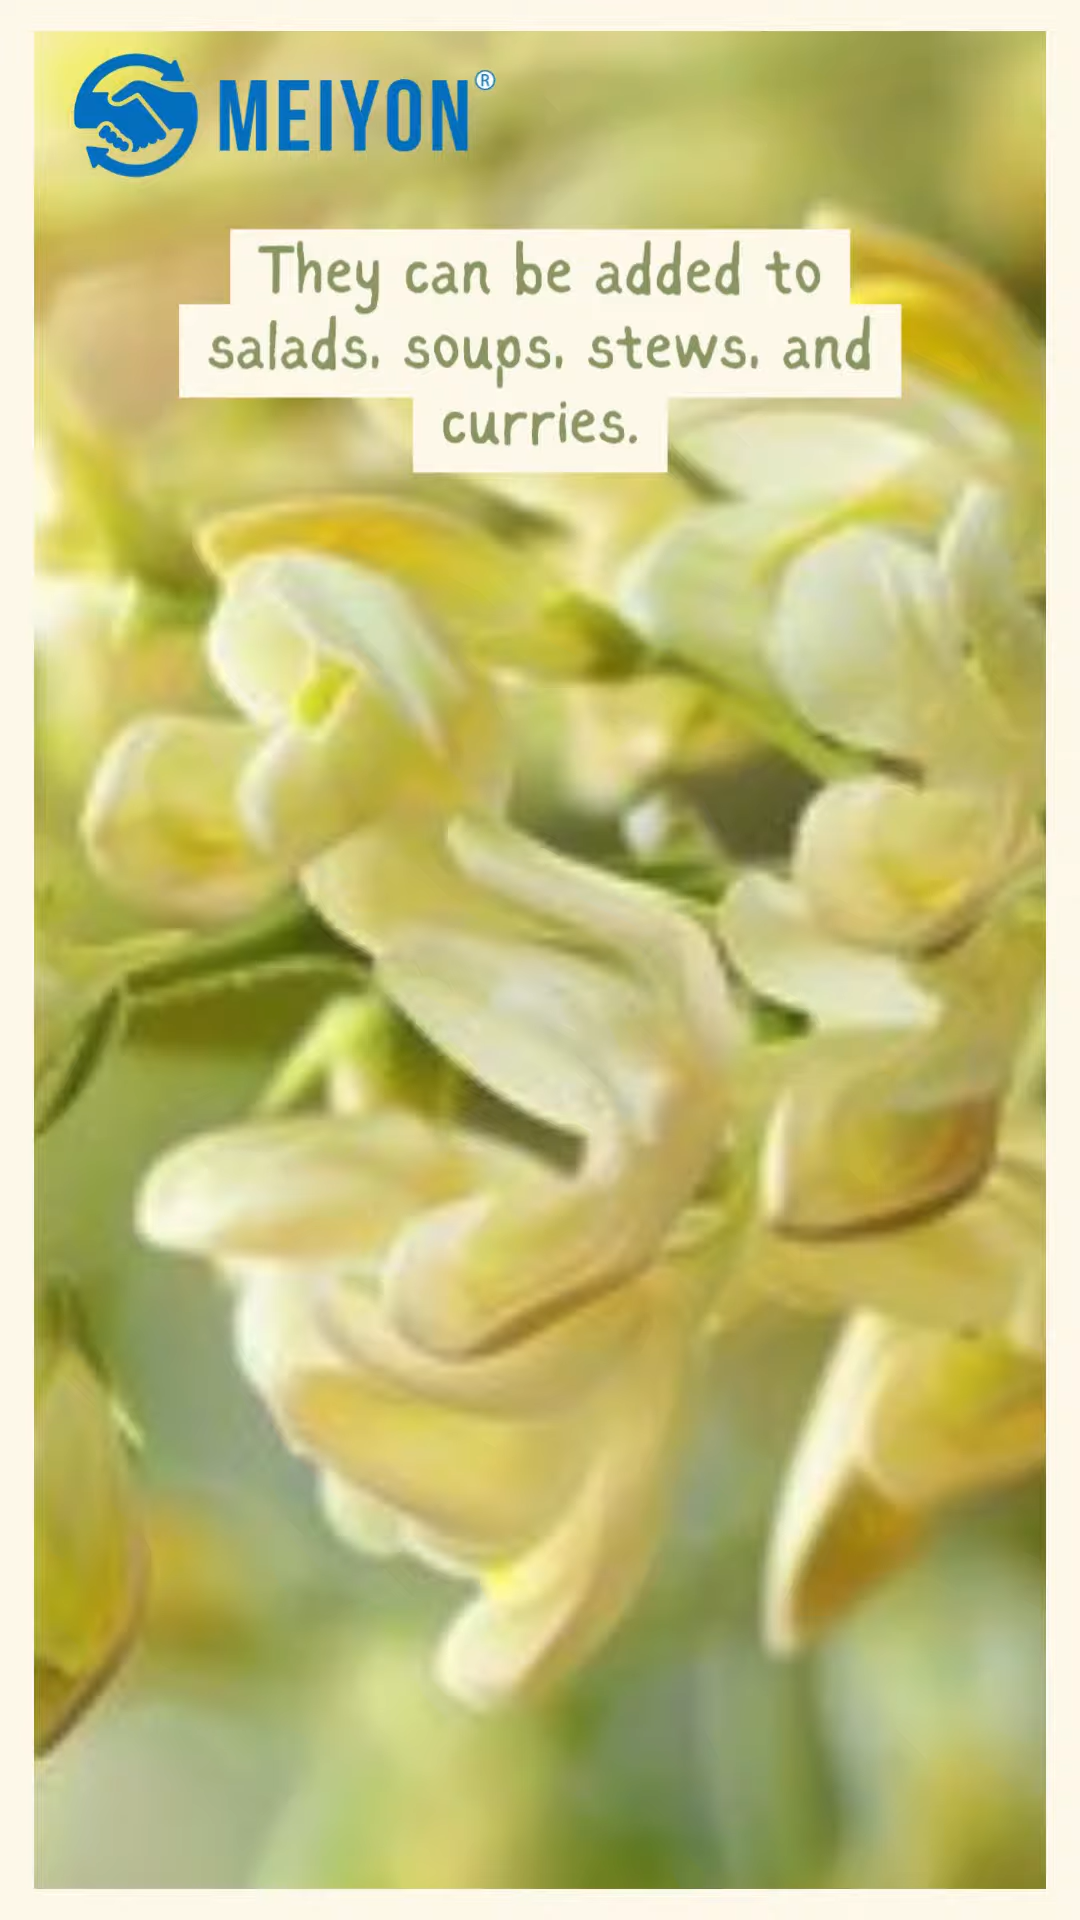 MEIYON®
They can be added to
salads, soups, stews, and
curries.